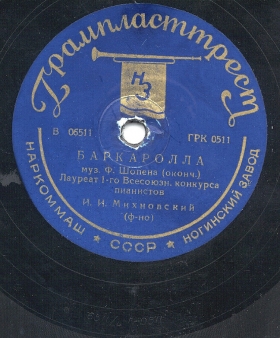 Грампласттрест
НЗ
В 06511
ГРК 0511
БАРКАРОЛЛА
муз. Ф. Шопена (оконч.)
Лауреат 1-го Всесоюзн. конкурса
пианистов
И. И. Михновский
(ф-но)
НАРКОММАШ ★ СССР ★ НОГИНСКИЙ ЗАВОД